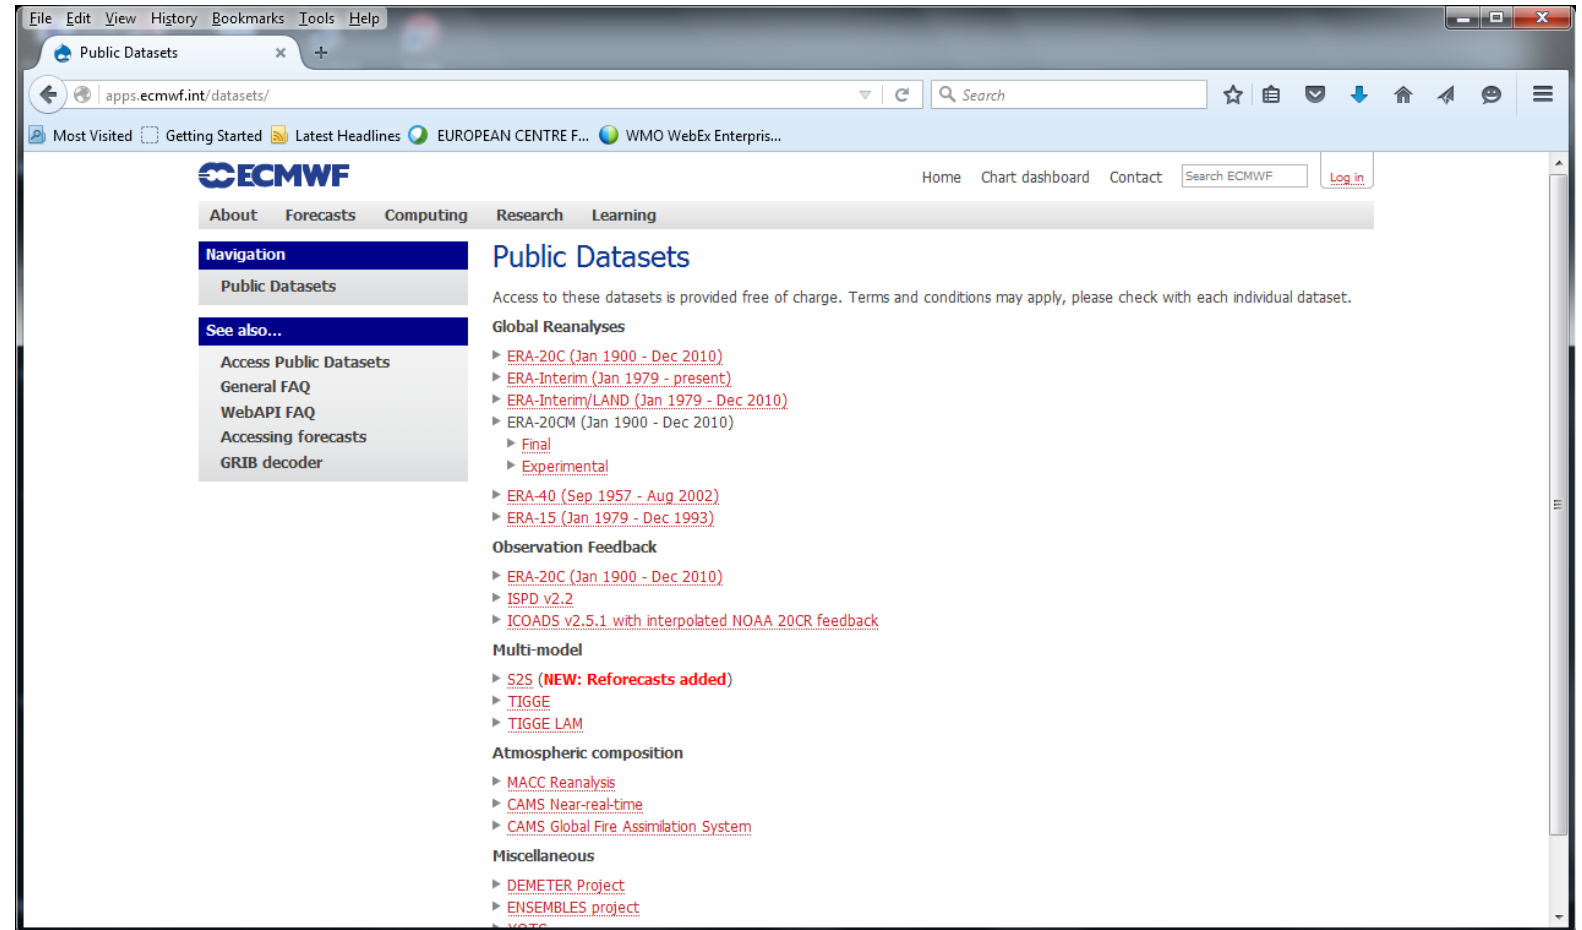 File Edit View History Bookmarks Tools Help
Public Datasets
apps.ecmwf.int/datasets/
Search
Most Visited Getting Started Latest Headlines EUROPEAN CENTRE F... WMO WebEx Enterpris...
ECMWF
Home Chart dashboard Contact Search ECMWF Log in
About Forecasts Computing Research Learning
Navigation
Public Datasets
See also...
Access Public Datasets
General FAQ
WebAPI FAQ
Accessing forecasts
GRIB decoder
Public Datasets
Access to these datasets is provided free of charge. Terms and conditions may apply, please check with each individual dataset.
Global Reanalyses
ERA-20C (Jan 1900 - Dec 2010)
ERA-Interim (Jan 1979 - present)
ERA-Interim/LAND (Jan 1979 - Dec 2010)
ERA-20CM (Jan 1900 - Dec 2010)
Final
Experimental
ERA-40 (Sep 1957 - Aug 2002)
ERA-15 (Jan 1979 - Dec 1993)
Observation Feedback
ERA-20C (Jan 1900 - Dec 2010)
ISPD v2.2
ICOADS v2.5.1 with interpolated NOAA 20CR feedback
Multi-model
S2S (NEW: Reforecasts added)
TIGGE
TIGGE LAM
Atmospheric composition
MACC Reanalysis
CAMS Near-real-time
CAMS Global Fire Assimilation System
Miscellaneous
DEMETER Project
ENSEMBLES project